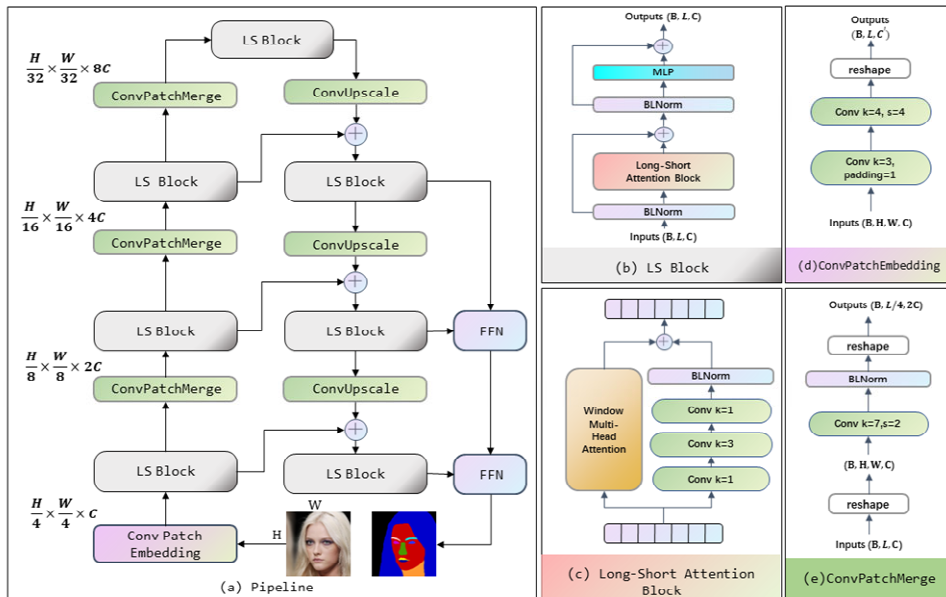 LS Block
H/32 × W/32 × 8C
ConvPatchMerge
ConvUpscale
LS Block
LS Block
H/16 × W/16 × 4C
ConvPatchMerge
ConvUpscale
LS Block
LS Block
FFN
H/8 × W/8 × 2C
ConvPatchMerge
ConvUpscale
LS Block
LS Block
FFN
H/4 × W/4 × C
W
H
Conv Patch
Embedding
(a) Pipeline
Outputs (B, L, C)
MLP
BLNorm
Long-Short
Attention Block
BLNorm
Inputs (B, L, C)
(b) LS Block
BLNorm
Window
Multi-
Head
Attention
Conv k=1
Conv k=3
Conv k=1
(c) Long-Short Attention
Block
Outputs
(B, L, C′)
reshape
Conv k=4, s=4
Conv k=3,
padding=1
Inputs (B, H, W, C)
(d)ConvPatchEmbedding
Outputs (B, L/4, 2C)
reshape
BLNorm
Conv k=7,s=2
(B, H, W, C)
reshape
Inputs (B, L, C)
(e)ConvPatchMerge